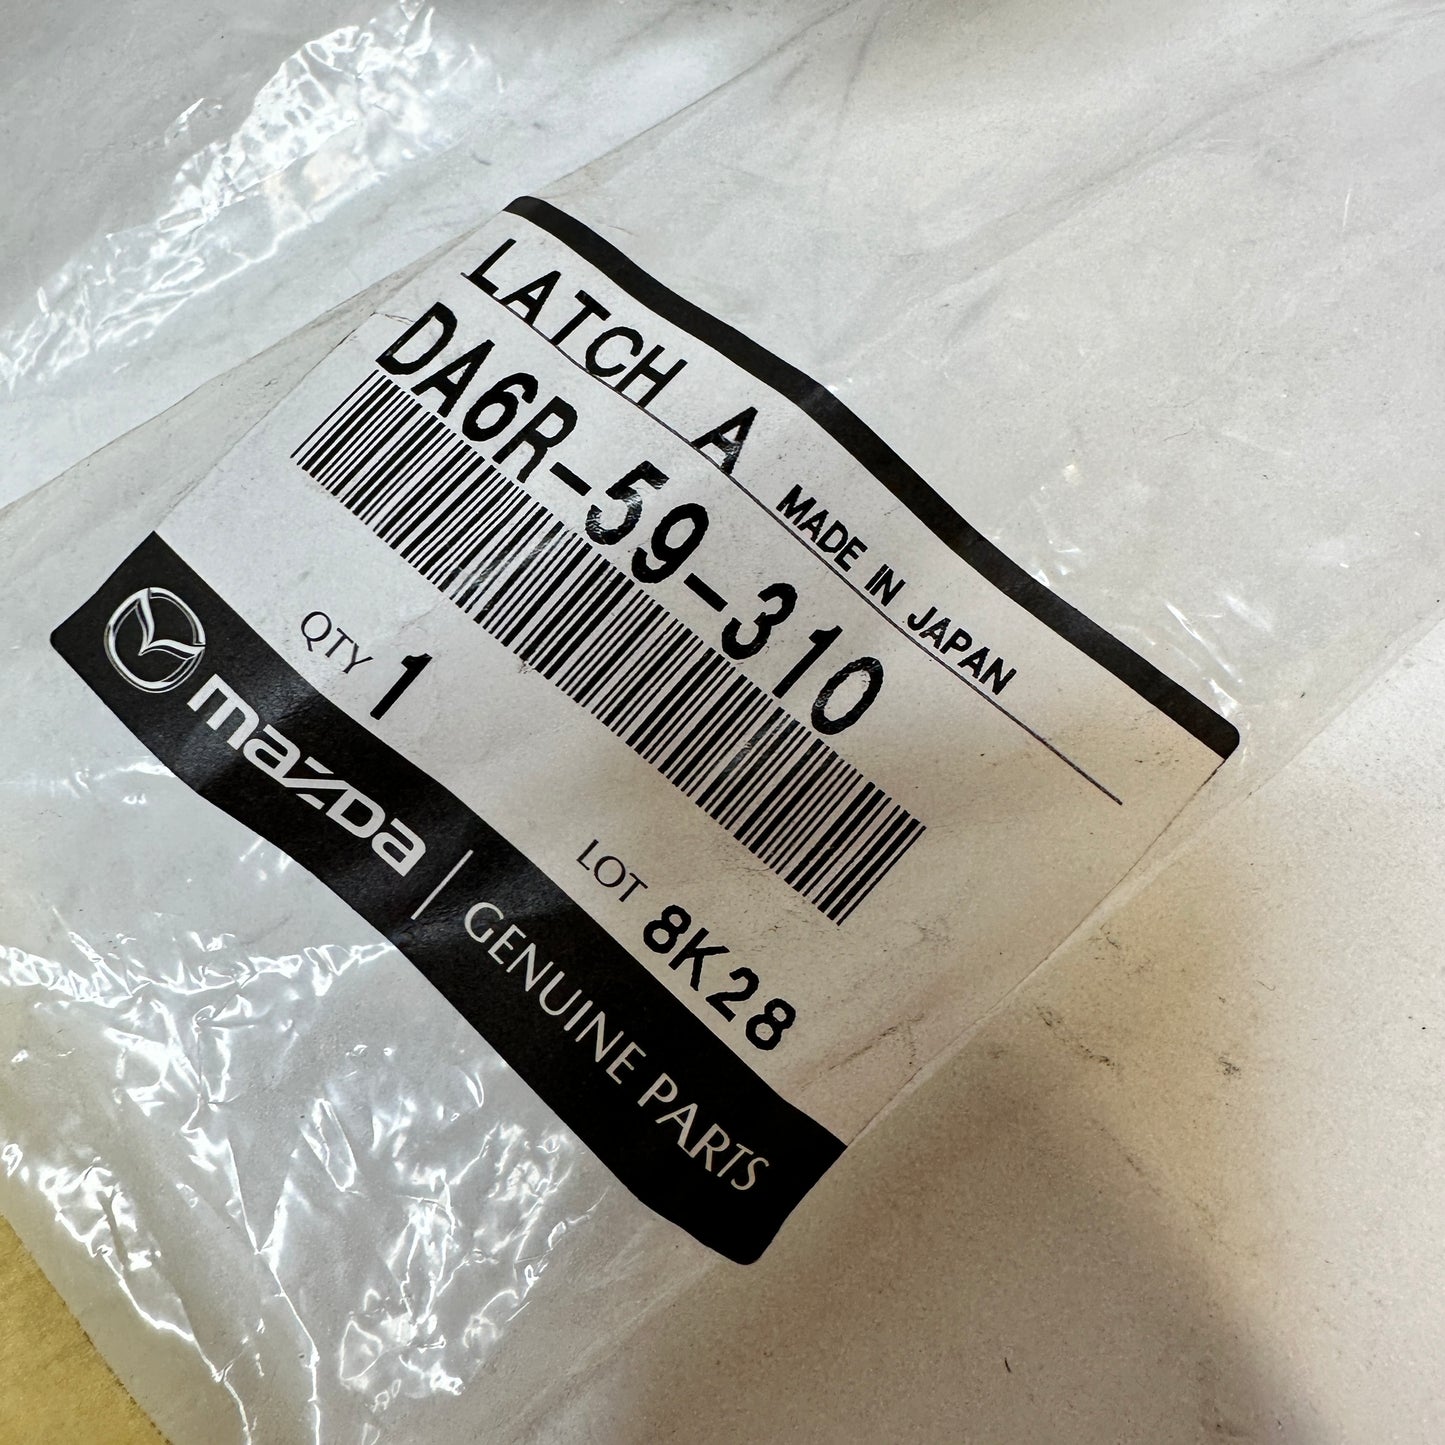 LATCH A
MADE IN JAPAN
DA6R-59-310
QTY 1
LOT 8K28
mazda | GENUINE PARTS